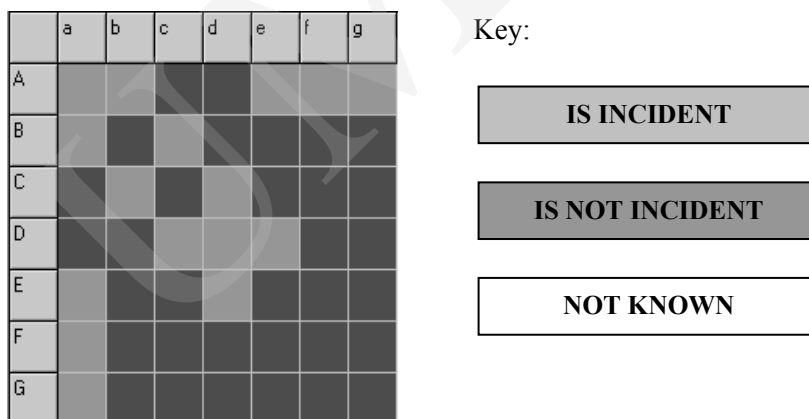 a b c d e f g
Key:
A
B
C
D
E
F
G
IS INCIDENT
IS NOT INCIDENT
NOT KNOWN